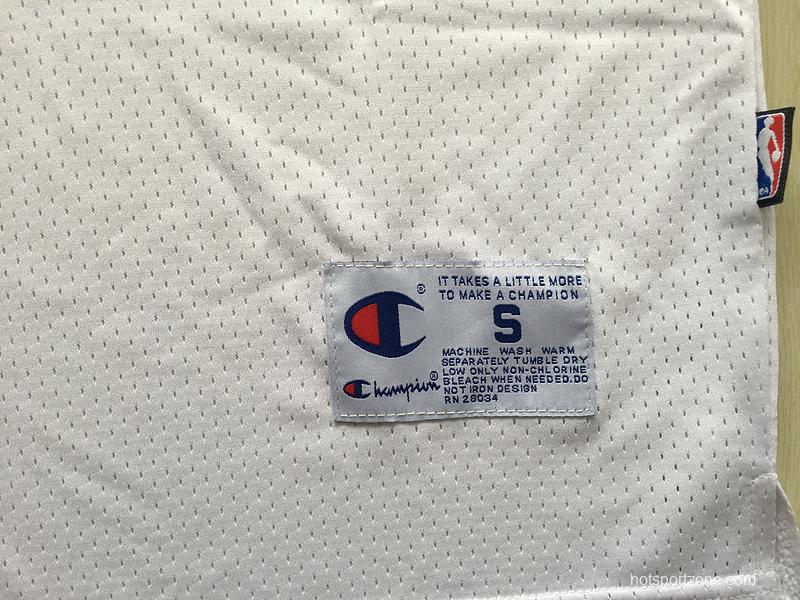 IT TAKES A LITTLE MORE
TO MAKE A CHAMPION
S
MACHINE WASH WARM
SEPARATELY TUMBLE DRY
LOW ONLY NON-CHLORINE
BLEACH WHEN NEEDED.DO
NOT IRON DESIGN
RN 28034
®
Champion®
hotsportzone.com